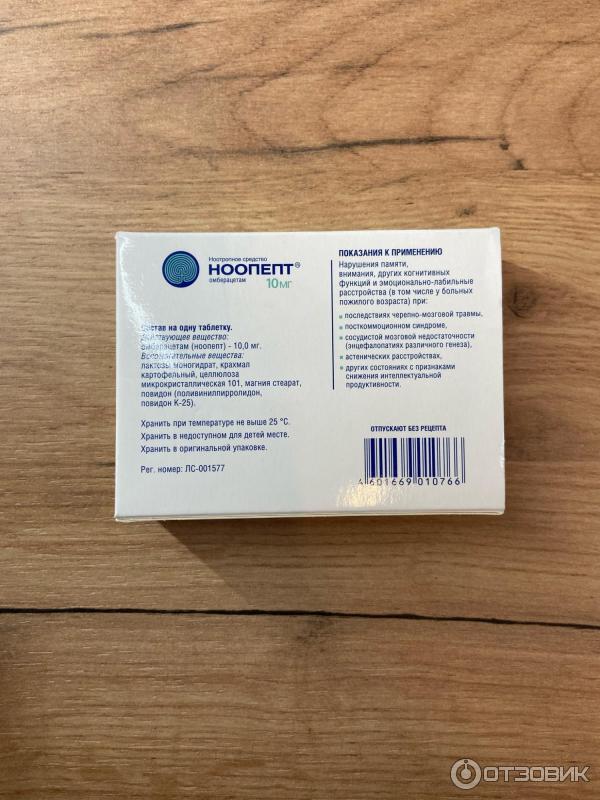 Ноотропное средство
НООПЕПТ®
омберацетам
10 мг
Состав на одну таблетку.
Действующее вещество:
омберацетам (ноопепт) - 10,0 мг.
Вспомогательные вещества:
лактозы моногидрат, крахмал
картофельный, целлюлоза
микрокристаллическая 101, магния стеарат,
повидон (поливинилпирролидон,
повидон К-25).
Хранить при температуре не выше 25 °С.
Хранить в недоступном для детей месте.
Хранить в оригинальной упаковке.
Рег. номер: ЛС-001577
ПОКАЗАНИЯ К ПРИМЕНЕНИЮ
Нарушения памяти,
внимания, других когнитивных
функций и эмоционально-лабильные
расстройства (в том числе у больных
пожилого возраста) при:
последствиях черепно-мозговой травмы,
посткоммоционном синдроме,
сосудистой мозговой недостаточности
(энцефалопатиях различного генеза),
астенических расстройствах,
других состояниях с признаками
снижения интеллектуальной
продуктивности.
ОТПУСКАЮТ БЕЗ РЕЦЕПТА
4 601669 010766
ОТЗОВИК